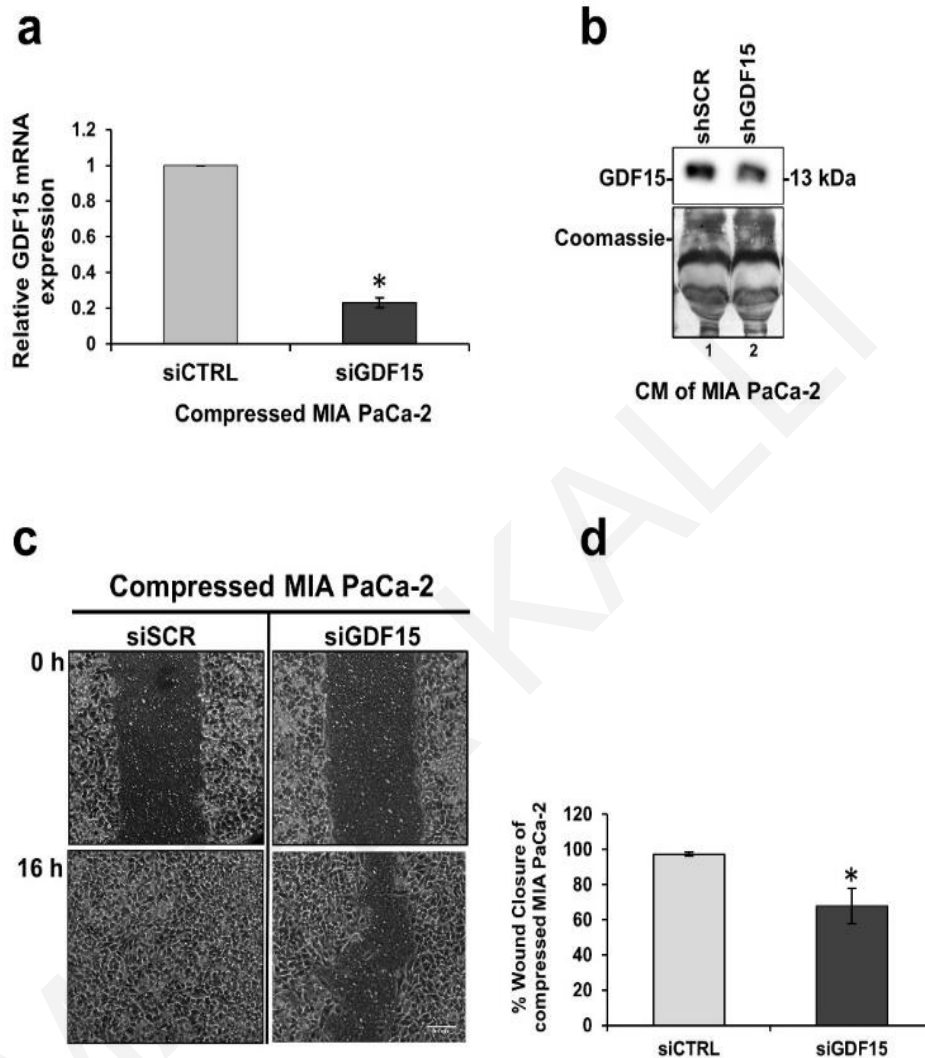 a
Relative GDF15 mRNA
expression
1.2
1
0.8
0.6
0.4
0.2
0
*
siCTRL
siGDF15
Compressed MIA PaCa-2
b
shSCR
shGDF15
GDF15
13 kDa
Coomassie
1
2
CM of MIA PaCa-2
c
Compressed MIA PaCa-2
siSCR
siGDF15
0 h
16 h
d
% Wound Closure of
compressed MIA PaCa-2
120
100
80
60
40
20
0
*
siCTRL
siGDF15
KALLI